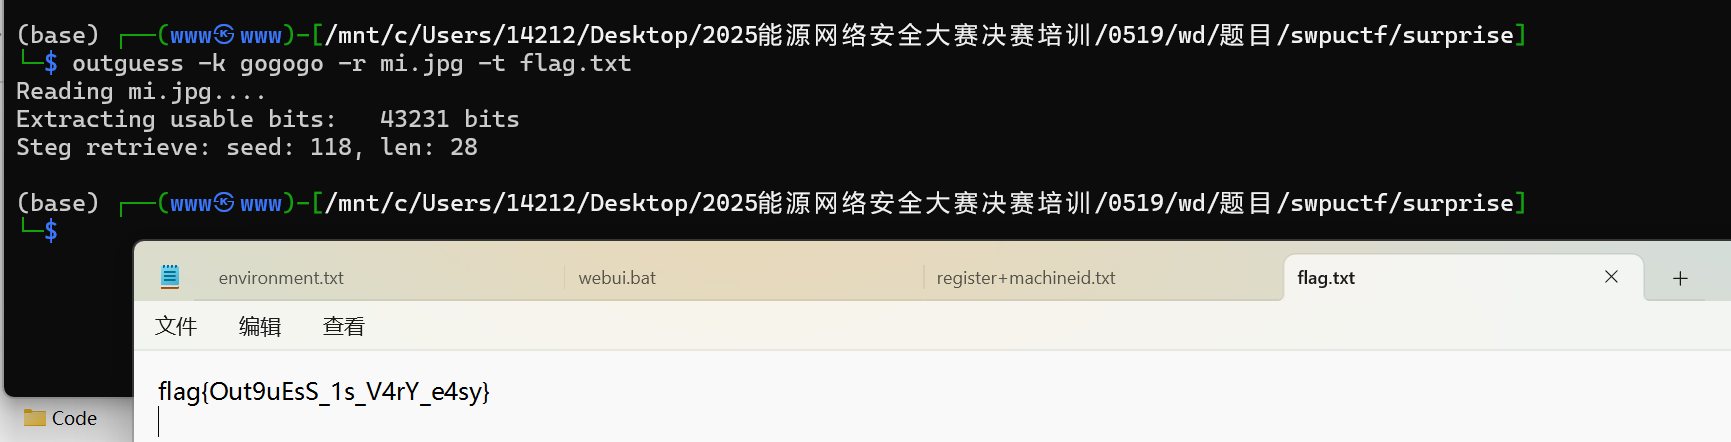 (base) ┌──(www㉿www)-[/mnt/c/Users/14212/Desktop/2025能源网络安全大赛决赛培训/0519/wd/题目/swpuctf/surprise]
└─$ outguess -k gogogo -r mi.jpg -t flag.txt
Reading mi.jpg....
Extracting usable bits:   43231 bits
Steg retrieve: seed: 118, len: 28
(base) ┌──(www㉿www)-[/mnt/c/Users/14212/Desktop/2025能源网络安全大赛决赛培训/0519/wd/题目/swpuctf/surprise]
└─$
environment.txt webui.bat register+machineid.txt flag.txt
文件 编辑 查看
flag{Out9uEsS_1s_V4rY_e4sy}
Code